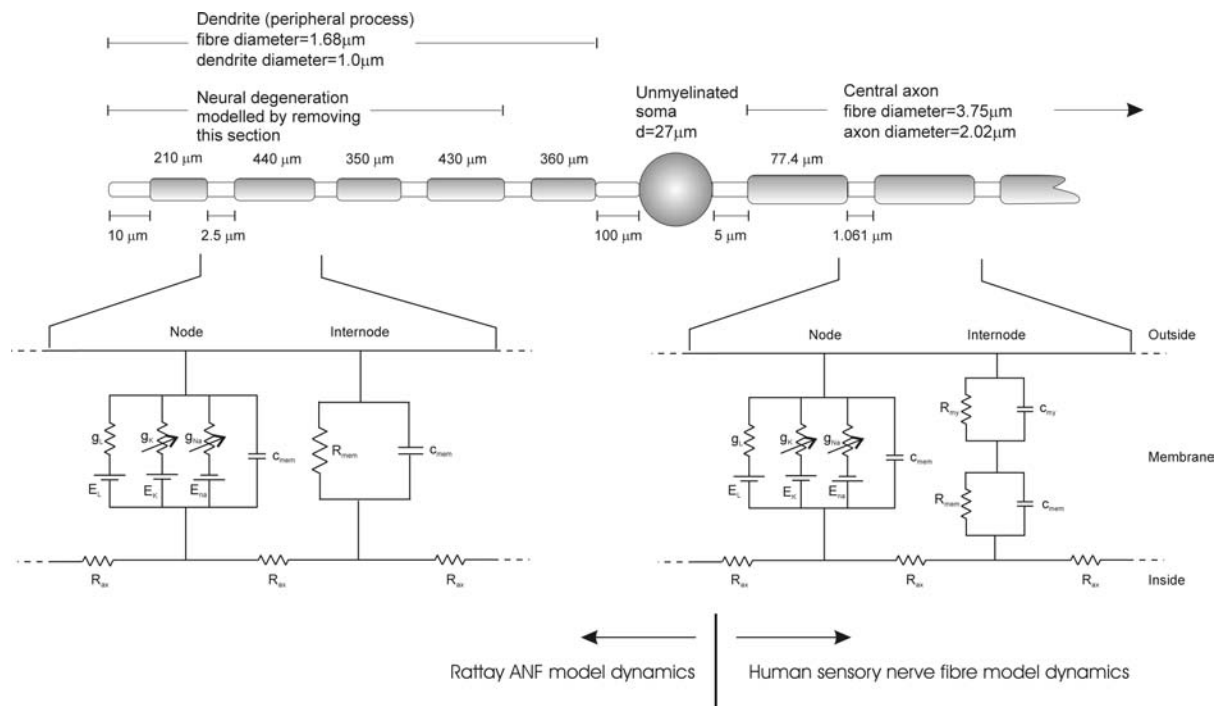 Dendrite (peripheral process)
fibre diameter=1.68µm
dendrite diameter=1.0µm
Neural degeneration
modelled by removing
this section
Unmyelinated
soma
d=27µm
Central axon
fibre diameter=3.75µm
axon diameter=2.02µm
210 µm
440 µm
350 µm
430 µm
360 µm
77.4 µm
10 µm
2.5 µm
100 µm
5 µm
1.061 µm
Node
Internode
gL
gK
gNa
cmem
Rmem
cmem
EL
EK
Ena
Rax
Rax
Rax
Node
Internode
Outside
Rmy
cmy
gL
gK
gNa
cmem
Membrane
Rmem
cmem
EL
EK
Ena
Rax
Rax
Rax
Inside
Rattay ANF model dynamics
Human sensory nerve fibre model dynamics